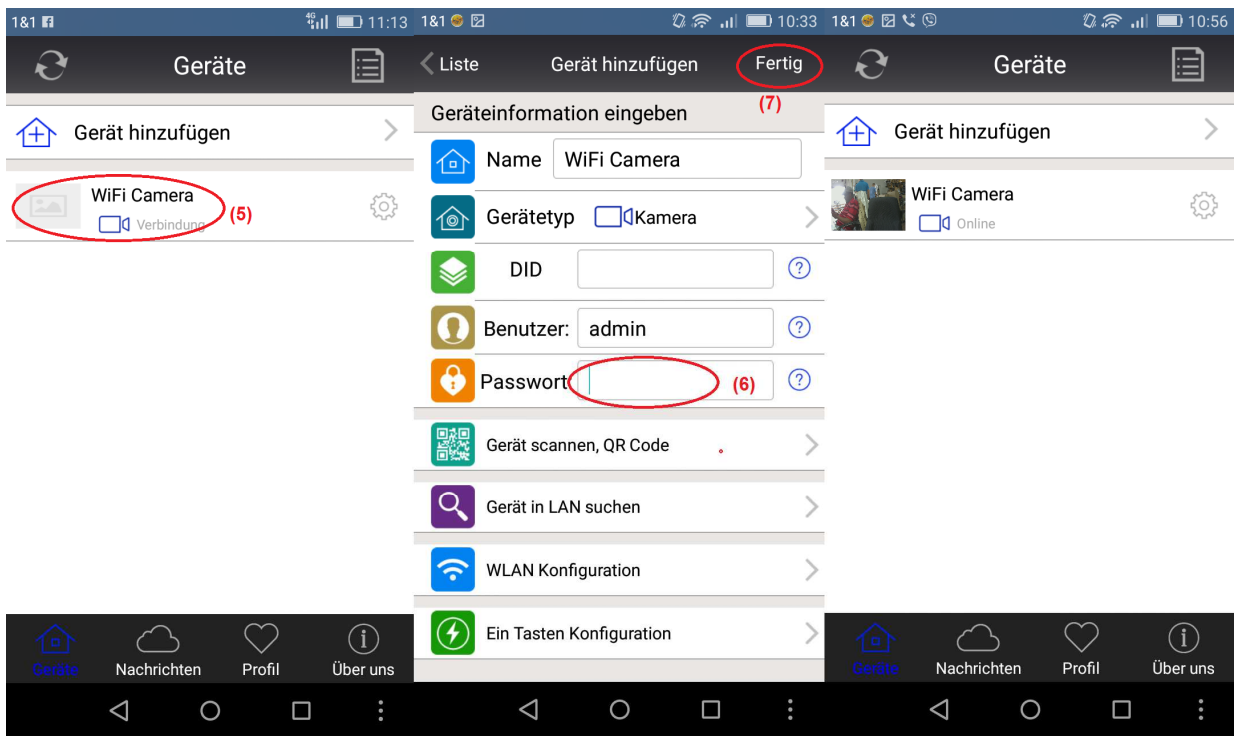 1&1
4G
11:13
Geräte
Gerät hinzufügen
WiFi Camera
Verbindung
(5)
Geräte
Nachrichten
Profil
Über uns
1&1
10:33
Liste
Gerät hinzufügen
Fertig
(7)
Geräteinformation eingeben
Name
WiFi Camera
Gerätetyp
Kamera
DID
?
Benutzer:
admin
?
Passwort
(6)
?
Gerät scannen, QR Code
Gerät in LAN suchen
WLAN Konfiguration
Ein Tasten Konfiguration
1&1
10:56
Geräte
Gerät hinzufügen
WiFi Camera
Online
Geräte
Nachrichten
Profil
Über uns